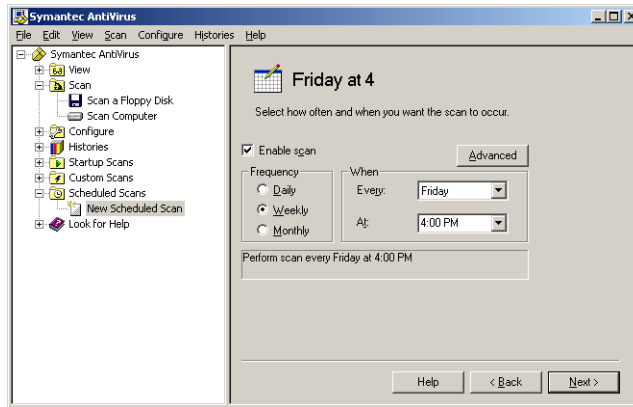 Symantec AntiVirus
File Edit View Scan Configure Histories Help
Symantec AntiVirus
View
Scan
Scan a Floppy Disk
Scan Computer
Configure
Histories
Startup Scans
Custom Scans
Scheduled Scans
New Scheduled Scan
Look for Help
Friday at 4
Select how often and when you want the scan to occur.
Enable scan
Advanced
Frequency
Daily
Weekly
Monthly
When
Every: Friday
At: 4:00 PM
Perform scan every Friday at 4:00 PM
Help < Back Next >